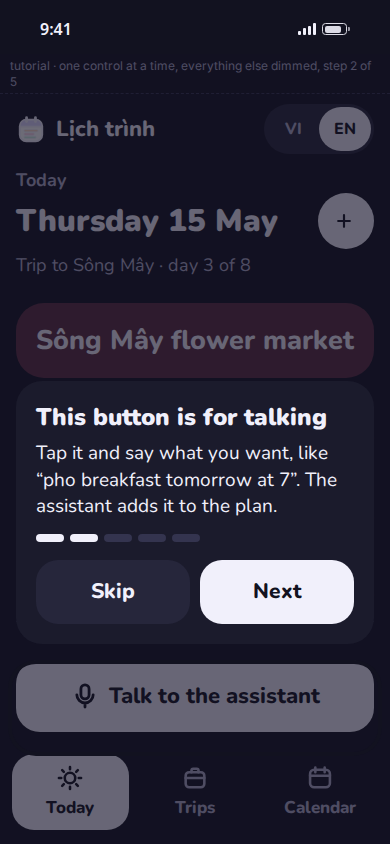 9:41
tutorial · one control at a time, everything else dimmed, step 2 of
5
Lịch trình
VI
EN
Today
Thursday 15 May
+
Trip to Sông Mây · day 3 of 8
Sông Mây flower market
This button is for talking
Tap it and say what you want, like
“pho breakfast tomorrow at 7”. The
assistant adds it to the plan.
Skip
Next
Talk to the assistant
Today
Trips
Calendar